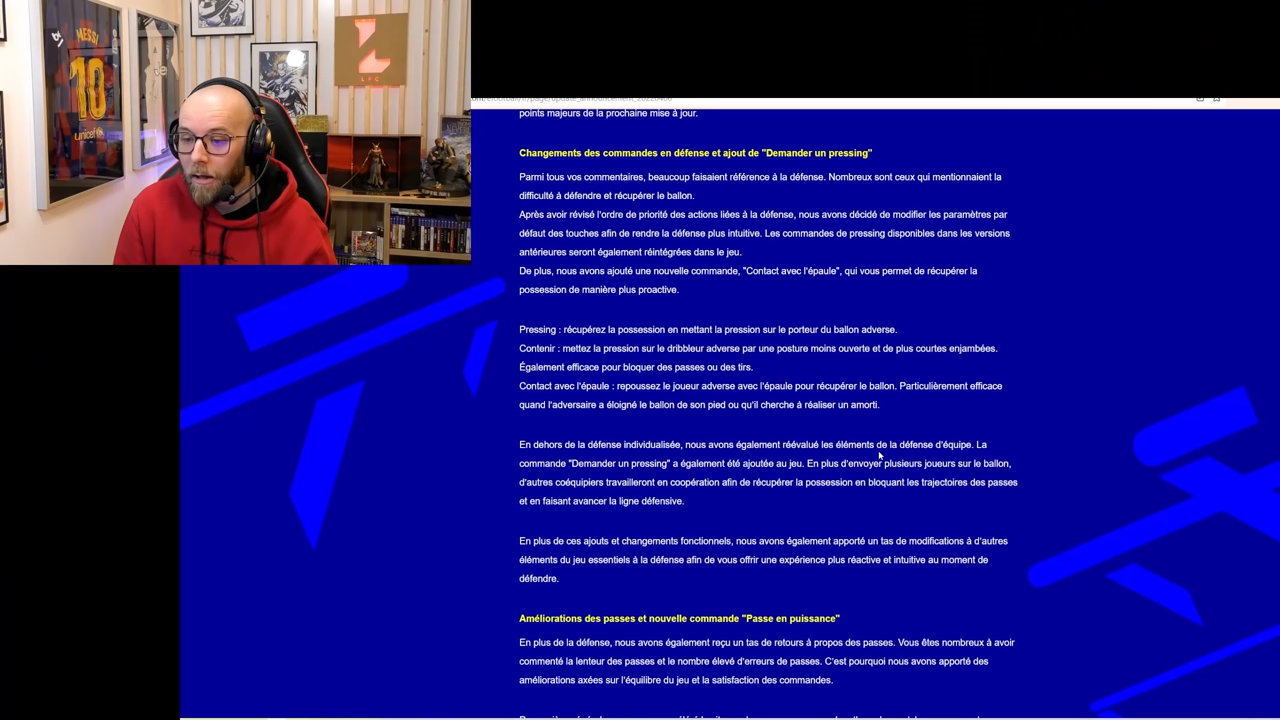 MESSI
10
unicef
LFC
points majeurs de la prochaine mise à jour.
Changements des commandes en défense et ajout de "Demander un pressing"
Parmi tous vos commentaires, beaucoup faisaient référence à la défense. Nombreux sont ceux qui mentionnaient la
difficulté à défendre et récupérer le ballon.
Après avoir révisé l'ordre de priorité des actions liées à la défense, nous avons décidé de modifier les paramètres par
défaut des touches afin de rendre la défense plus intuitive. Les commandes de pressing disponibles dans les versions
antérieures seront également réintégrées dans le jeu.
De plus, nous avons ajouté une nouvelle commande, "Contact avec l'épaule", qui vous permet de récupérer la
possession de manière plus proactive.
Pressing : récupérez la possession en mettant la pression sur le porteur du ballon adverse.
Contenir : mettez la pression sur le dribbleur adverse par une posture moins ouverte et de plus courtes enjambées.
Également efficace pour bloquer des passes ou des tirs.
Contact avec l'épaule : repoussez le joueur adverse avec l'épaule pour récupérer le ballon. Particulièrement efficace
quand l'adversaire a éloigné le ballon de son pied ou qu'il cherche à réaliser un amorti.
En dehors de la défense individualisée, nous avons également réévalué les éléments de la défense d'équipe. La
commande "Demander un pressing" a également été ajoutée au jeu. En plus d'envoyer plusieurs joueurs sur le ballon,
d'autres coéquipiers travailleront en coopération afin de récupérer la possession en bloquant les trajectoires des passes
et en faisant avancer la ligne défensive.
En plus de ces ajouts et changements fonctionnels, nous avons également apporté un tas de modifications à d'autres
éléments du jeu essentiels à la défense afin de vous offrir une expérience plus réactive et intuitive au moment de
défendre.
Améliorations des passes et nouvelle commande "Passe en puissance"
En plus de la défense, nous avons également reçu un tas de retours à propos des passes. Vous êtes nombreux à avoir
commenté la lenteur des passes et le nombre élevé d'erreurs de passes. C'est pourquoi nous avons apporté des
améliorations axées sur l'équilibre du jeu et la satisfaction des commandes.